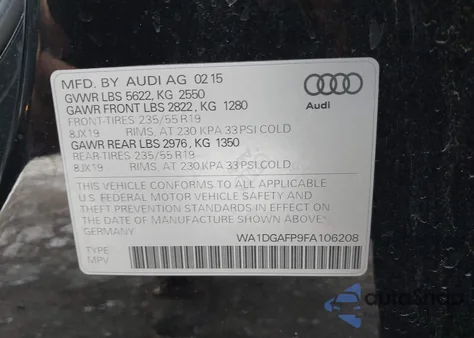 MFD. BY AUDI AG 02 15
GVWR LBS 5622, KG 2550
GAWR FRONT LBS 2822, KG 1280
FRONT-TIRES 235/55 R19
8JX19 RIMS, AT 230 KPA 33 PSI COLD
GAWR REAR LBS 2976, KG 1350
REAR-TIRES 235/55 R19
8JX19 RIMS, AT 230 KPA 33 PSI COLD
THIS VEHICLE CONFORMS TO ALL APPLICABLE
U.S. FEDERAL MOTOR VEHICLE SAFETY AND
THEFT PREVENTION STANDARDS IN EFFECT ON THE
DATE OF MANUFACTURE SHOWN ABOVE.
GERMANY
WA1DGAFP9FA106208
TYPE:
MPV
Audi
autoSnap